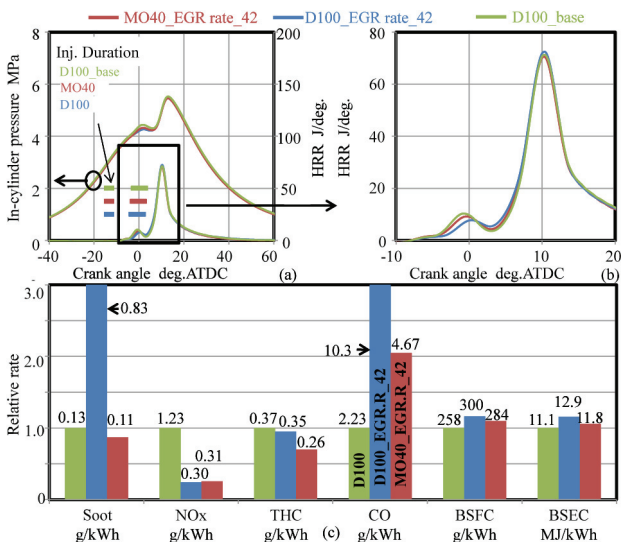 MO40_EGR rate_42 D100_EGR rate_42 D100_base
8
6
4
2
0
In-cylinder pressure MPa
Inj. Duration
D100_base
MO40
D100
200
150
100
50
0
HRR J/deg.
-40 -20 0 20 40 60
Crank angle deg.ATDC (a)
80
60
40
20
0
HRR J/deg.
-10 0 10 20
Crank angle deg.ATDC (b)
3.0
2.0
1.0
0
Relative rate
0.13 0.83 0.11
1.23 0.30 0.31
0.37 0.35 0.26
2.23 10.3 4.67
D100
D100_EGR.R_42
MO40_EGR.R_42
258 300 284
11.1 12.9 11.8
Soot NOx THC CO BSFC BSEC
(c)
g/kWh g/kWh g/kWh g/kWh g/kWh MJ/kWh